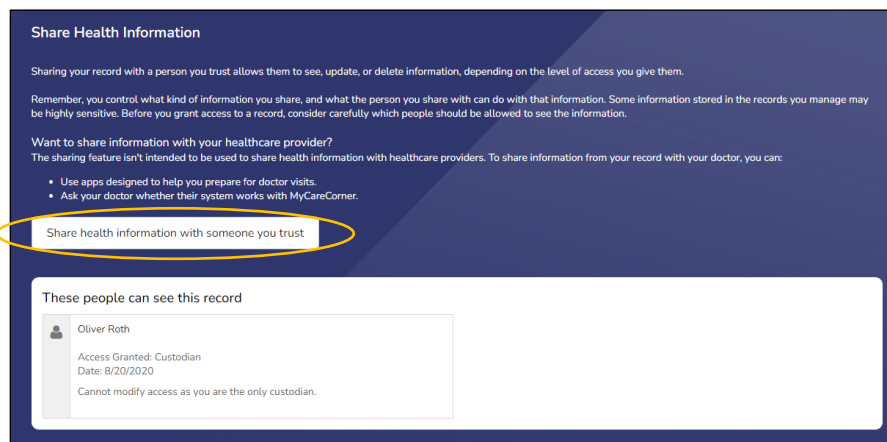 Share Health Information
Sharing your record with a person you trust allows them to see, update, or delete information, depending on the level of access you give them.
Remember, you control what kind of information you share, and what the person you share with can do with that information. Some information stored in the records you manage may
be highly sensitive. Before you grant access to a record, consider carefully which people should be allowed to see the information.
Want to share information with your healthcare provider?
The sharing feature isn't intended to be used to share health information with healthcare providers. To share information from your record with your doctor, you can:
• Use apps designed to help you prepare for doctor visits.
• Ask your doctor whether their system works with MyCareCorner.
Share health information with someone you trust
These people can see this record
Oliver Roth
Access Granted: Custodian
Date: 8/20/2020
Cannot modify access as you are the only custodian.